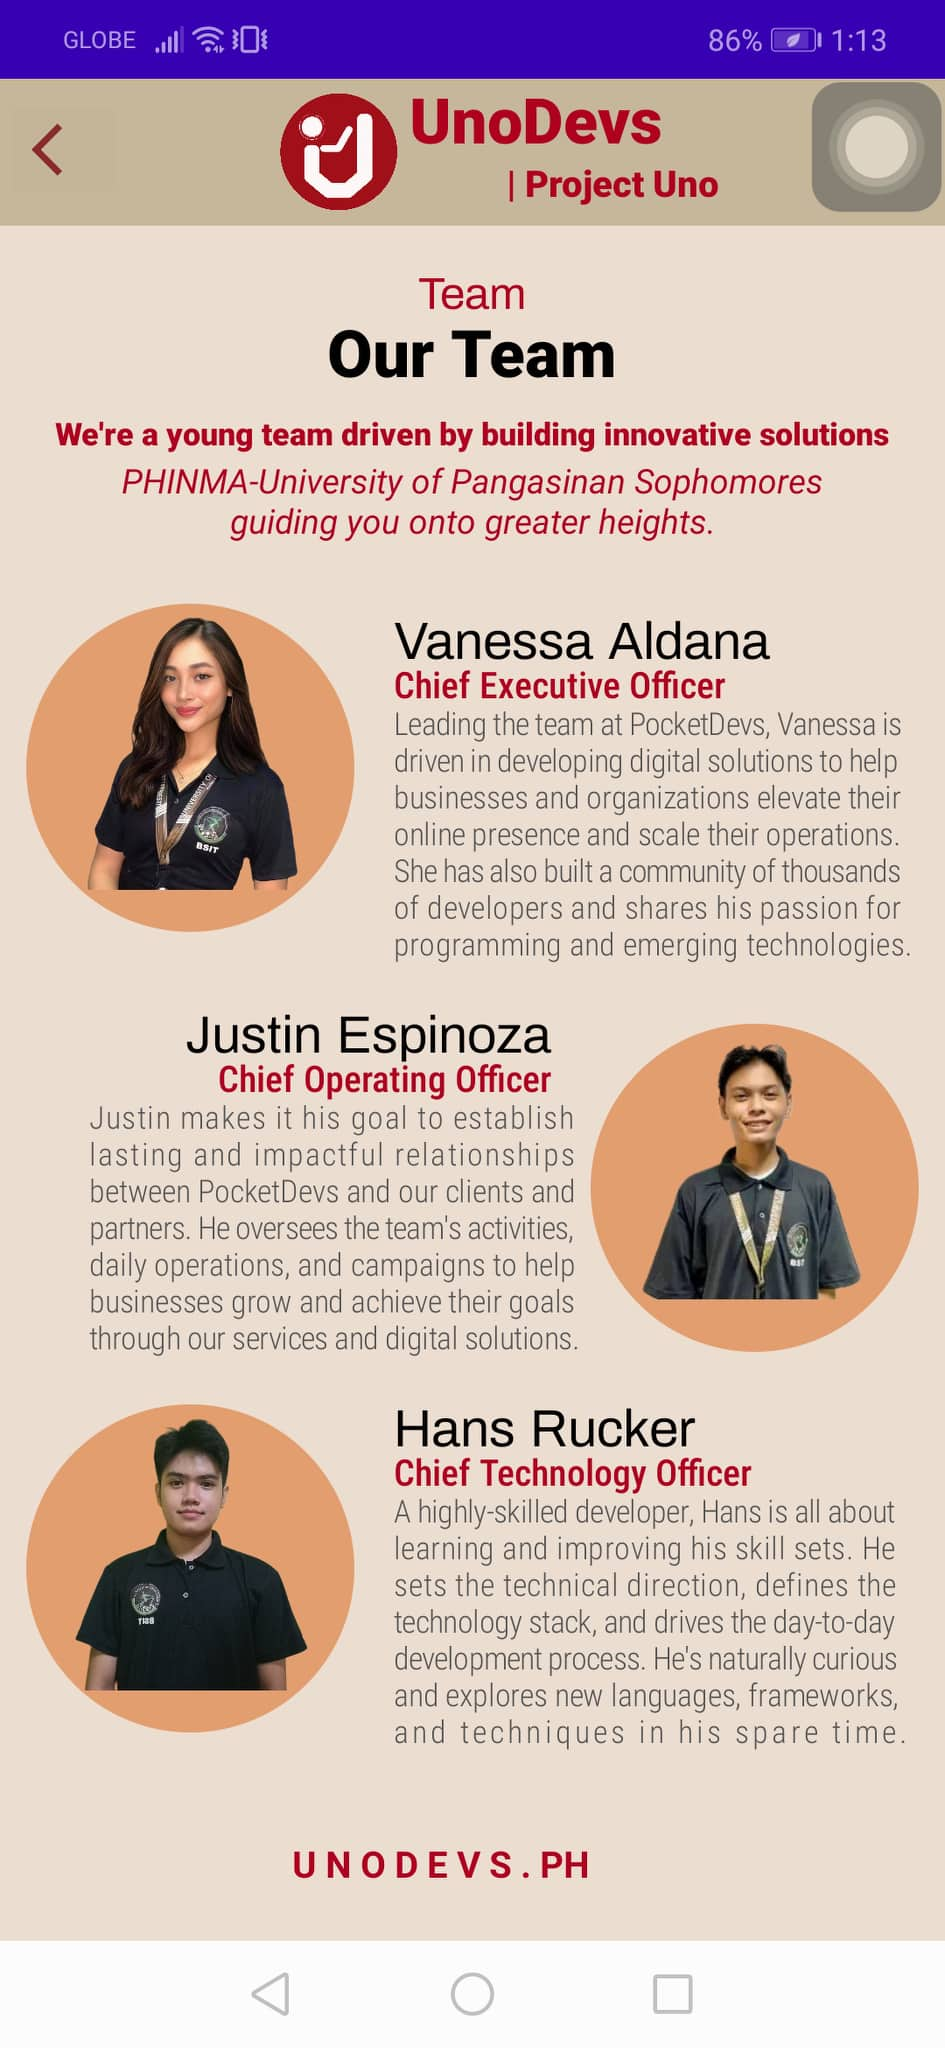 GLOBE 86% 1:13
UnoDevs
| Project Uno
Team
Our Team
We're a young team driven by building innovative solutions
PHINMA-University of Pangasinan Sophomores
guiding you onto greater heights.
Vanessa Aldana
Chief Executive Officer
Leading the team at PocketDevs, Vanessa is
driven in developing digital solutions to help
businesses and organizations elevate their
online presence and scale their operations.
She has also built a community of thousands
of developers and shares his passion for
programming and emerging technologies.
BSIT
Justin Espinoza
Chief Operating Officer
Justin makes it his goal to establish
lasting and impactful relationships
between PocketDevs and our clients and
partners. He oversees the team's activities,
daily operations, and campaigns to help
businesses grow and achieve their goals
through our services and digital solutions.
BSIT
Hans Rucker
Chief Technology Officer
A highly-skilled developer, Hans is all about
learning and improving his skill sets. He
sets the technical direction, defines the
technology stack, and drives the day-to-day
development process. He's naturally curious
and explores new languages, frameworks,
and techniques in his spare time.
UNODEVS.PH